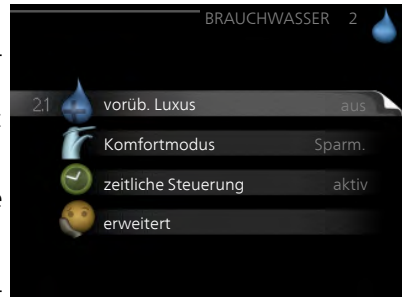 BRAUCHWASSER 2
2.1 vorüb. Luxus aus
Komfortmodus Sparm.
zeitliche Steuerung aktiv
erweitert